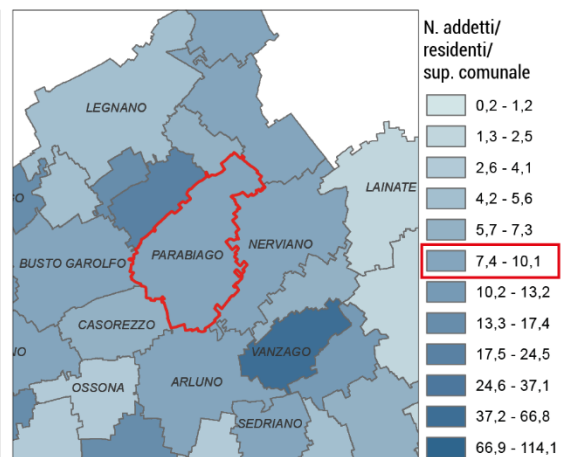 N. addetti/
residenti/
sup. comunale
0,2 - 1,2
1,3 - 2,5
2,6 - 4,1
4,2 - 5,6
5,7 - 7,3
7,4 - 10,1
10,2 - 13,2
13,3 - 17,4
17,5 - 24,5
24,6 - 37,1
37,2 - 66,8
66,9 - 114,1
LEGNANO
LAINATE
O
NERVIANO
PARABIAGO
BUSTO GAROLFO
CASOREZZO
VANZAGO
IO
ARLUNO
OSSONA
SEDRIANO